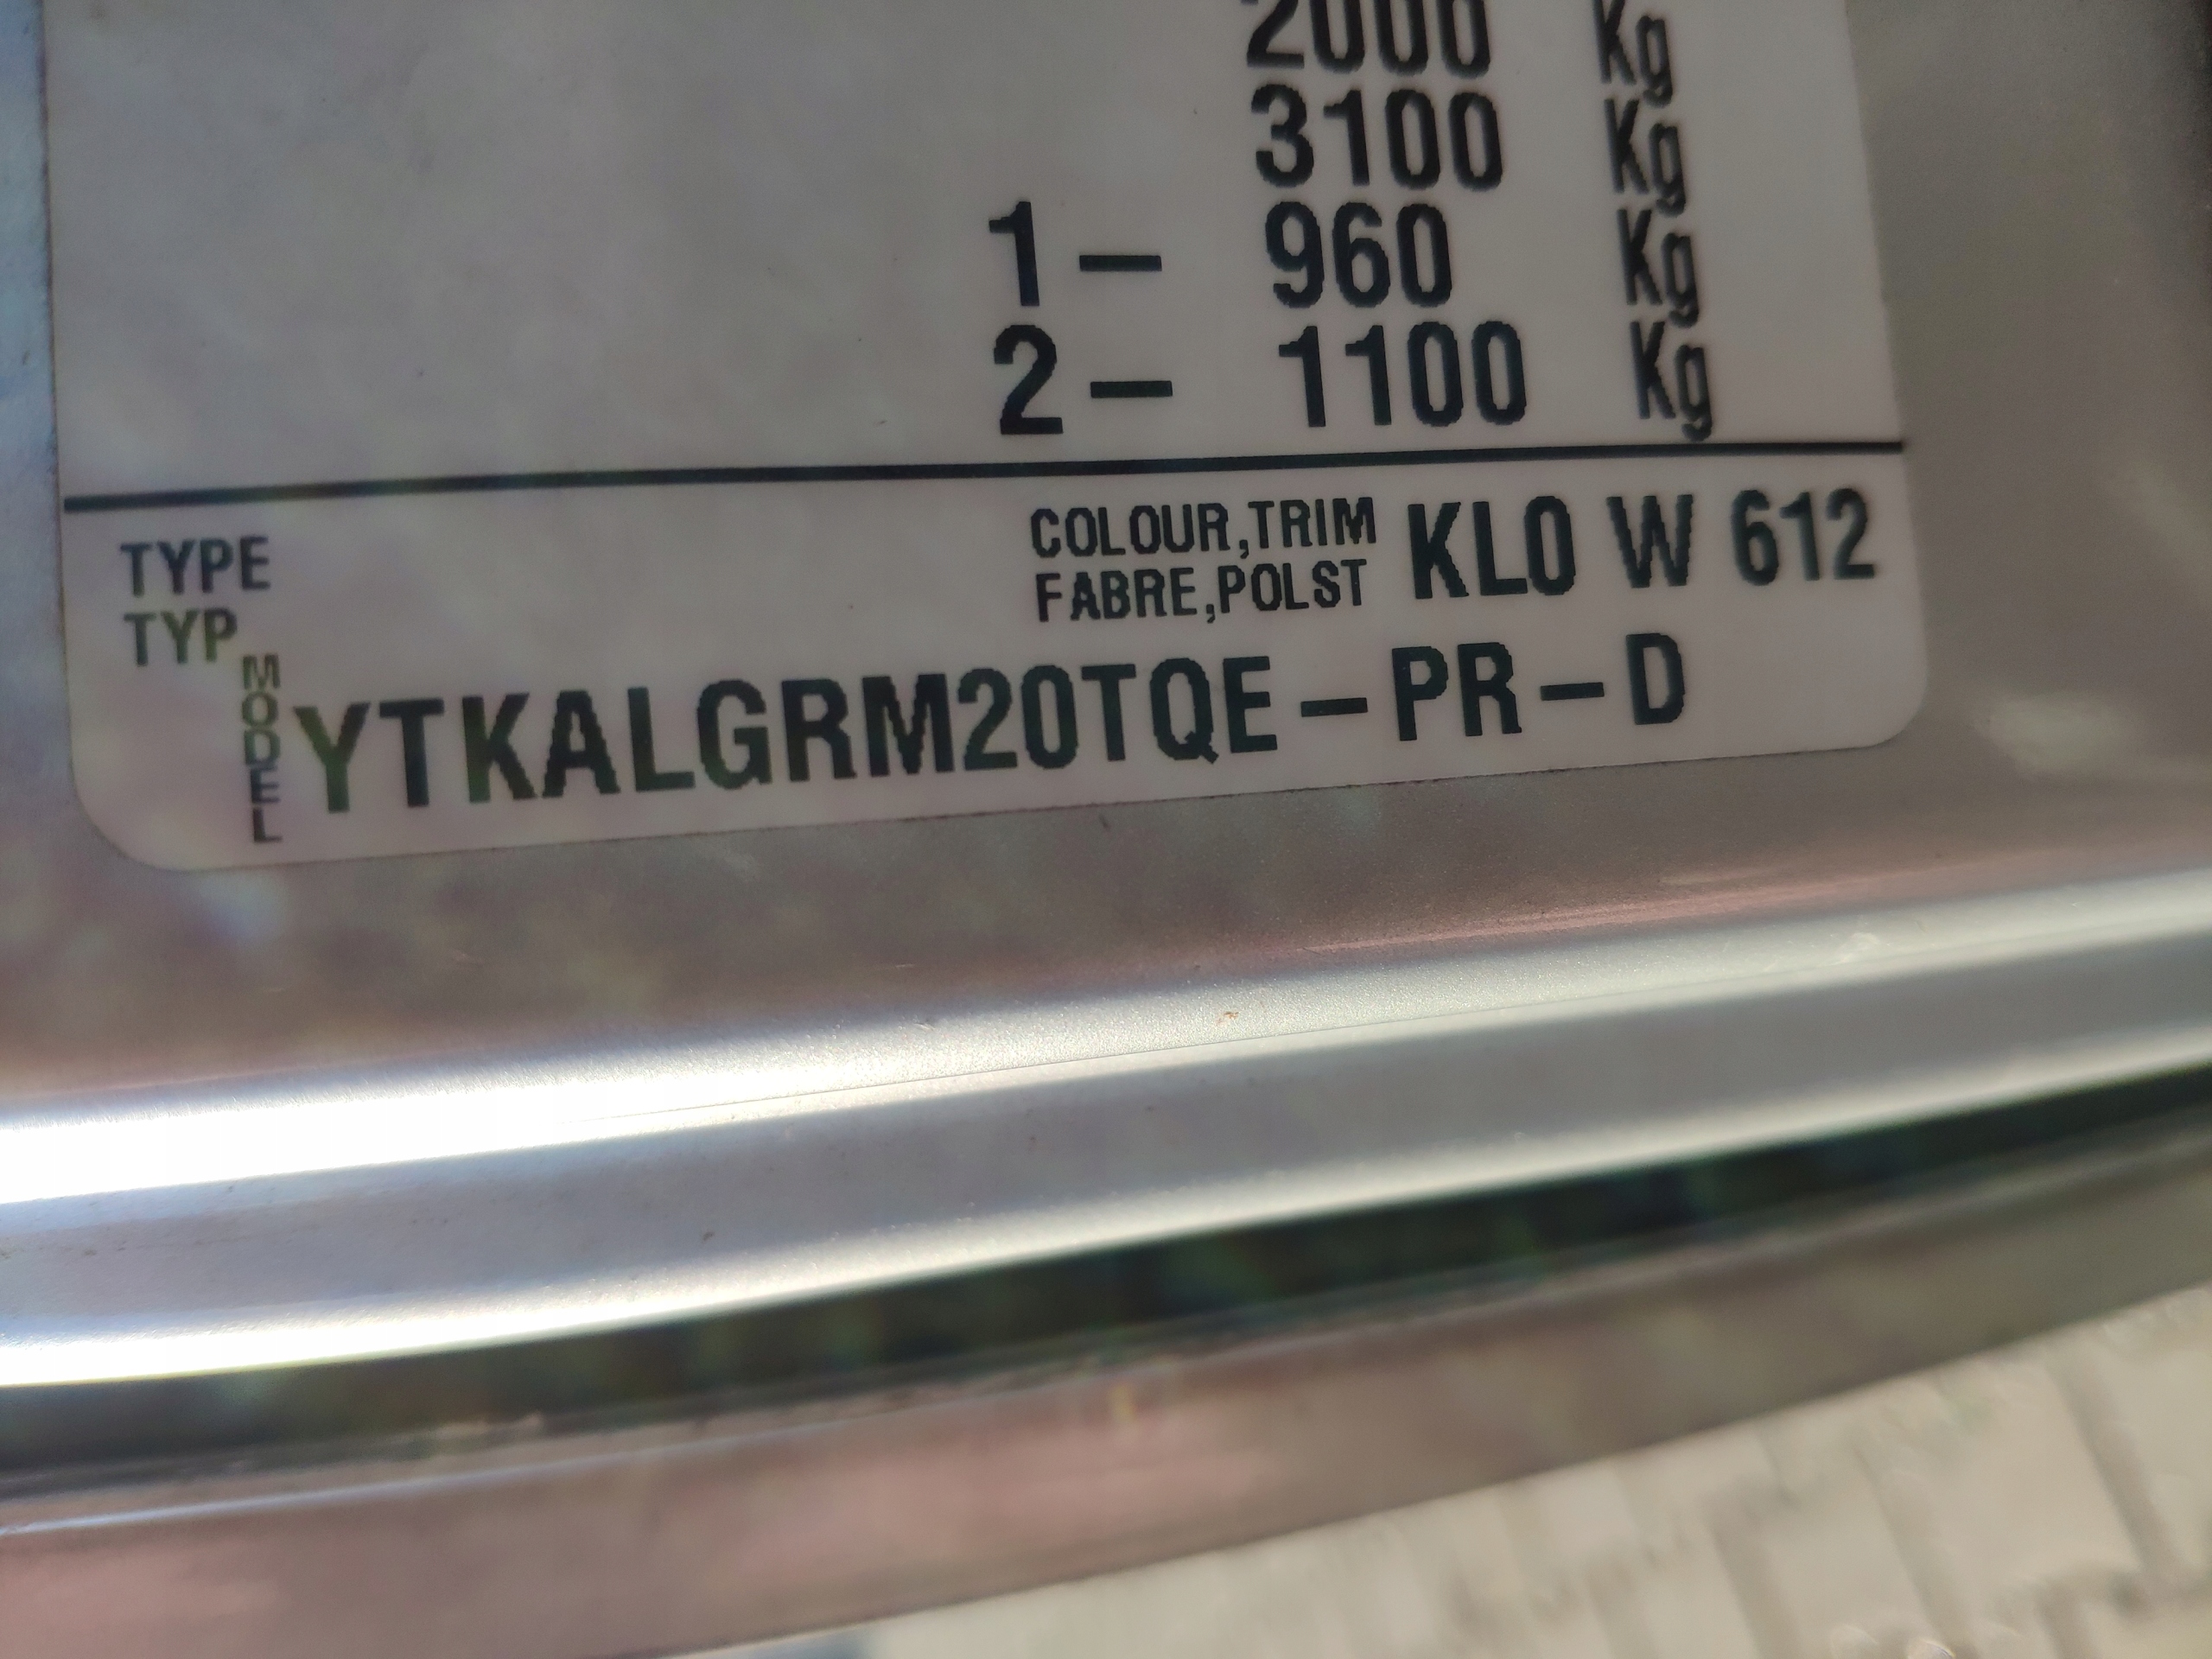 2000 Kg
3100 Kg
1 – 960 Kg
2 – 1100 Kg
TYPE
TYP
COLOUR,TRIM
FABRE,POLST
KL0 W 612
MODEL
YTKALGRM20TQE – PR – D